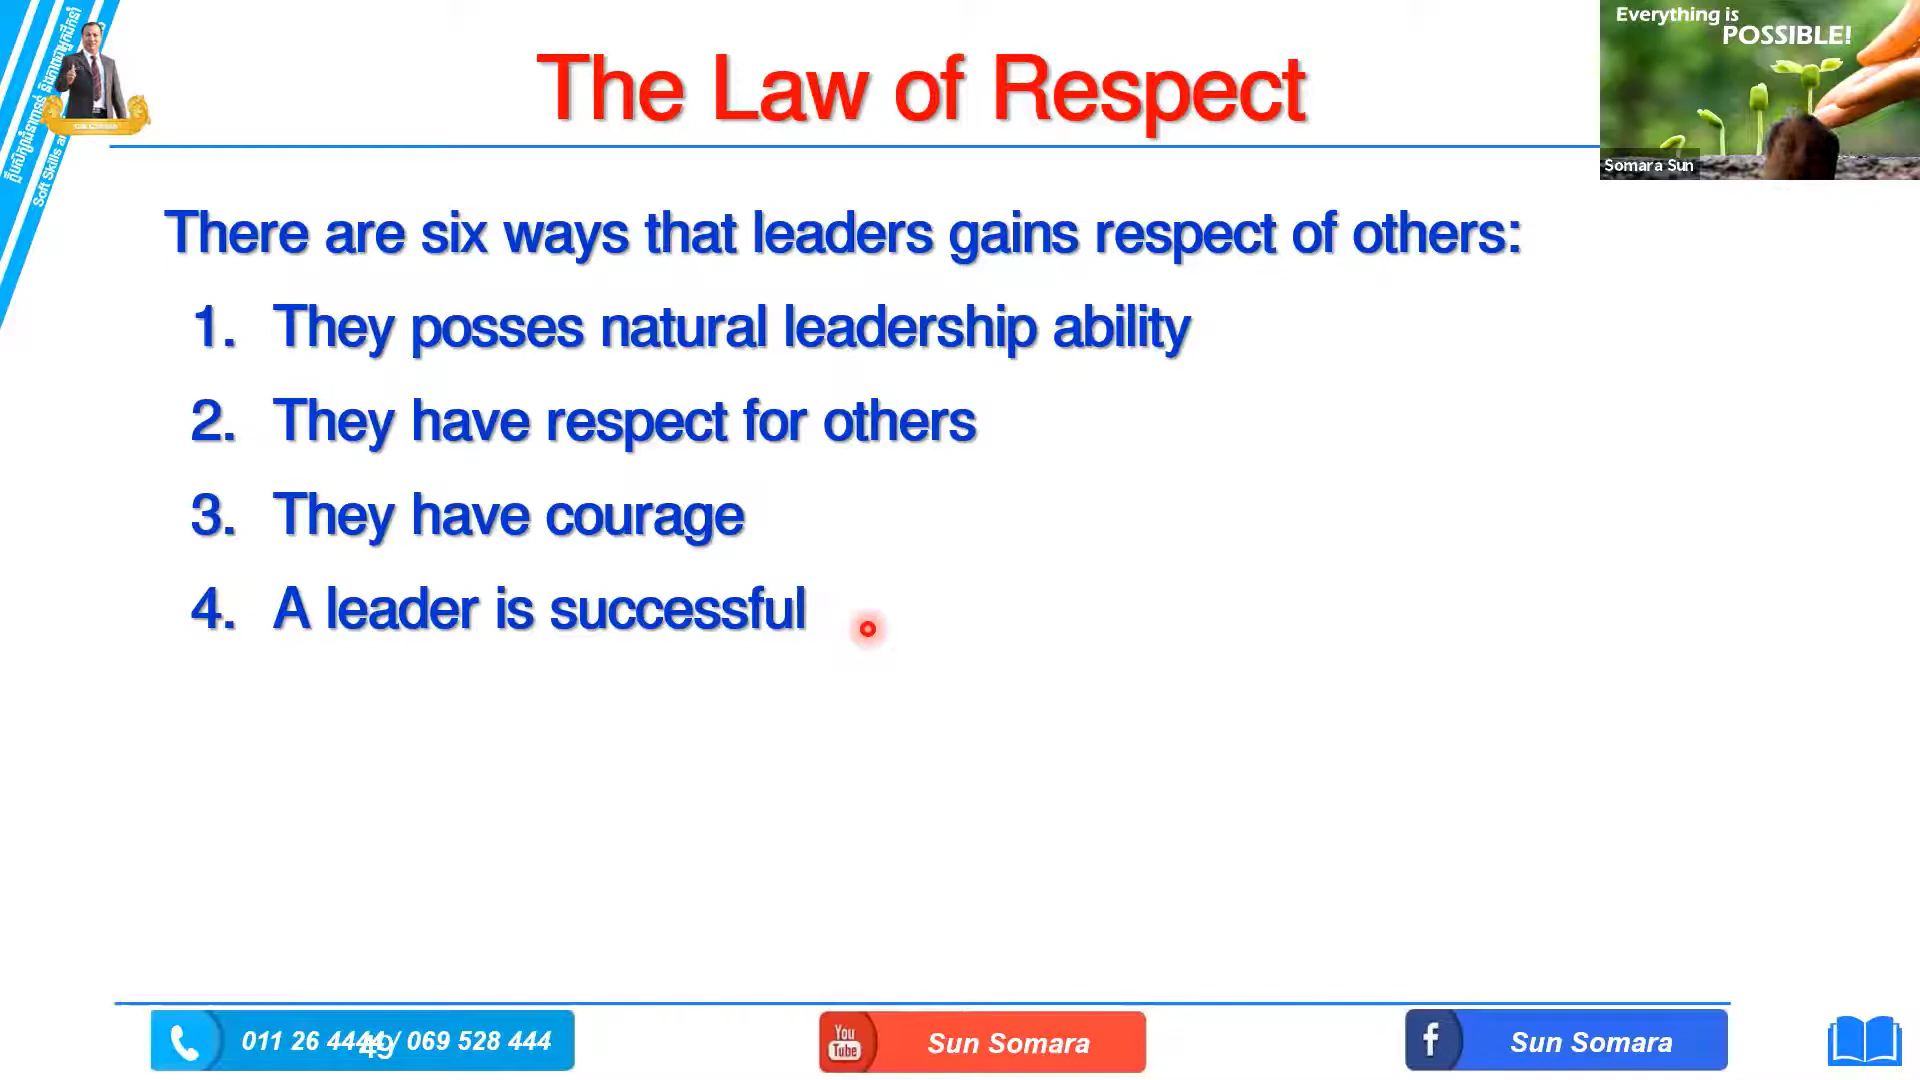 The Law of Respect
Everything is
POSSIBLE!
Somara Sun
There are six ways that leaders gains respect of others:
1. They posses natural leadership ability
2. They have respect for others
3. They have courage
4. A leader is successful
Soft Skills
011 26 4444 / 069 528 444
49
You
Tube
Sun Somara
f
Sun Somara